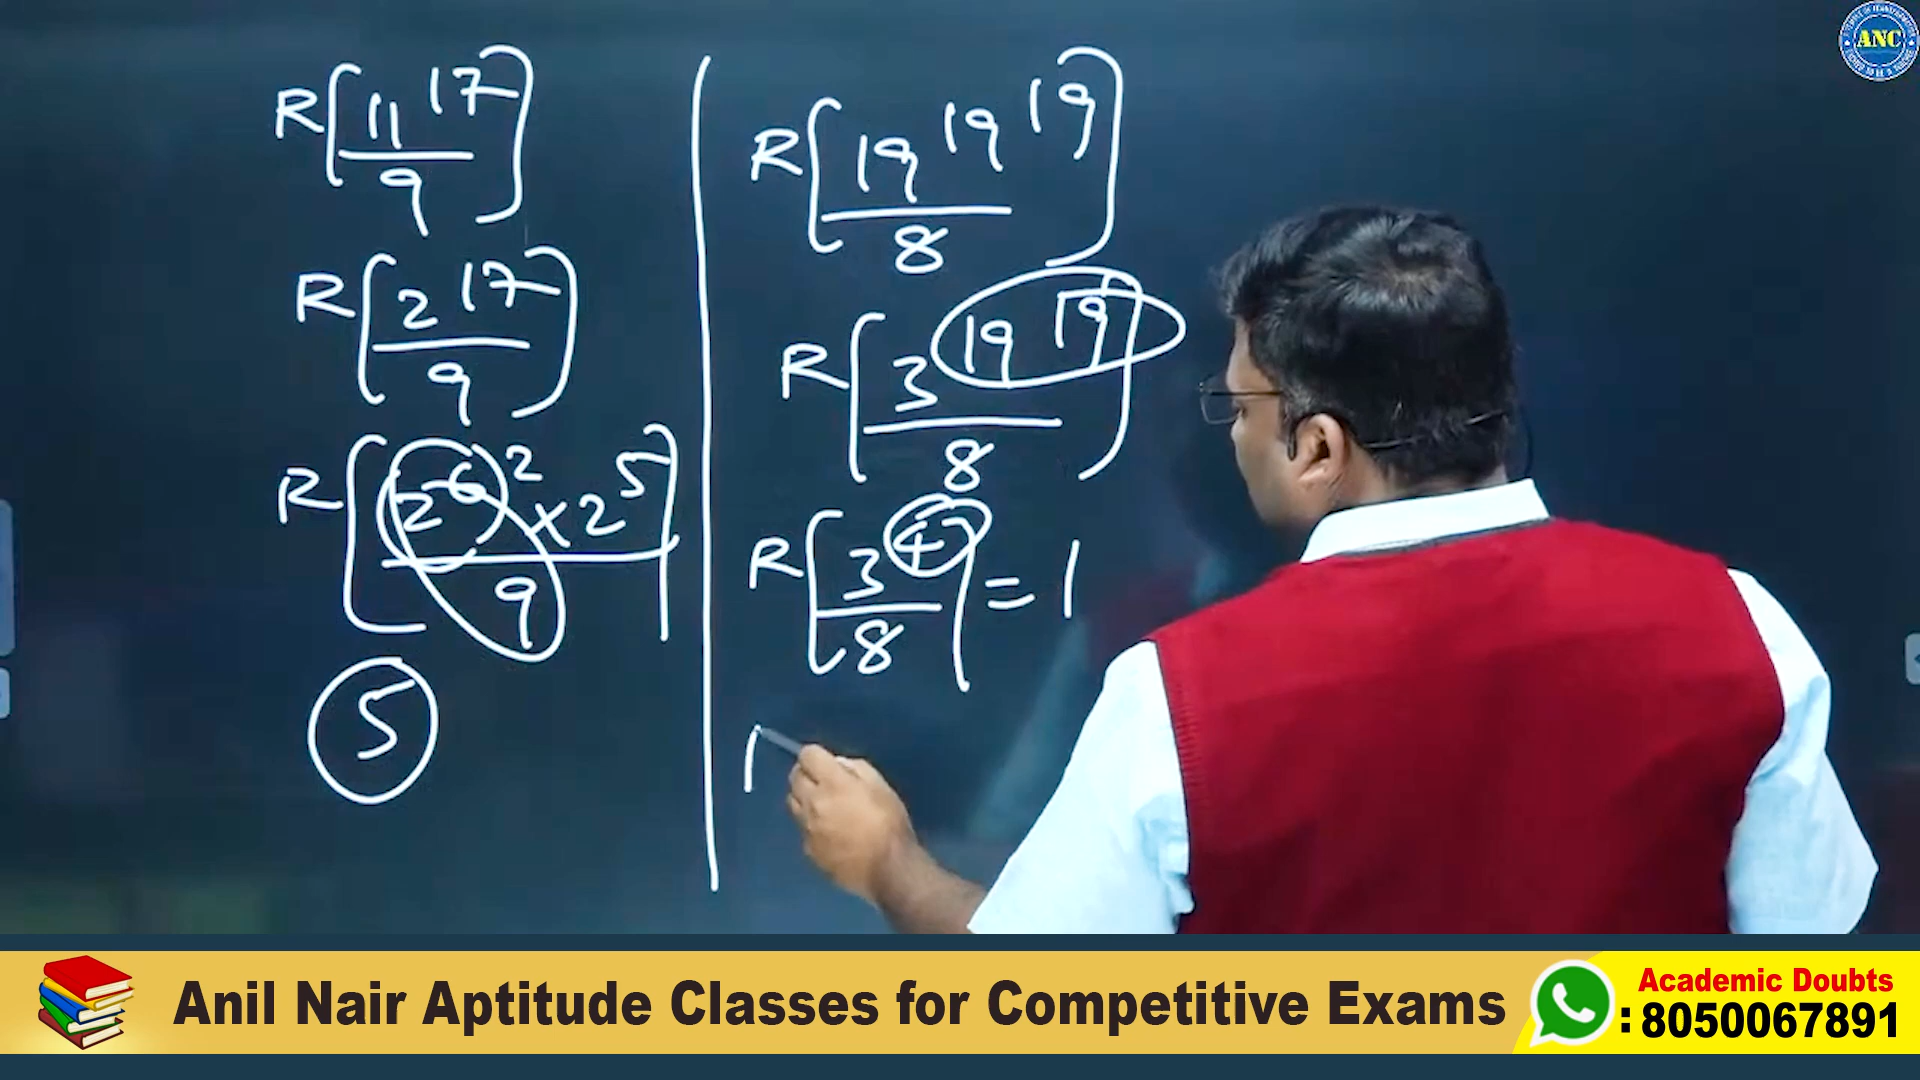 R[11^17/9]
R[2^17/9]
R[(2^6)^2×2^5/9]
5
R[19^19^19/8]
R[3^19^19/8]
R[3^4/8]=1
ANC
Anil Nair Aptitude Classes for Competitive Exams
Academic Doubts
:8050067891